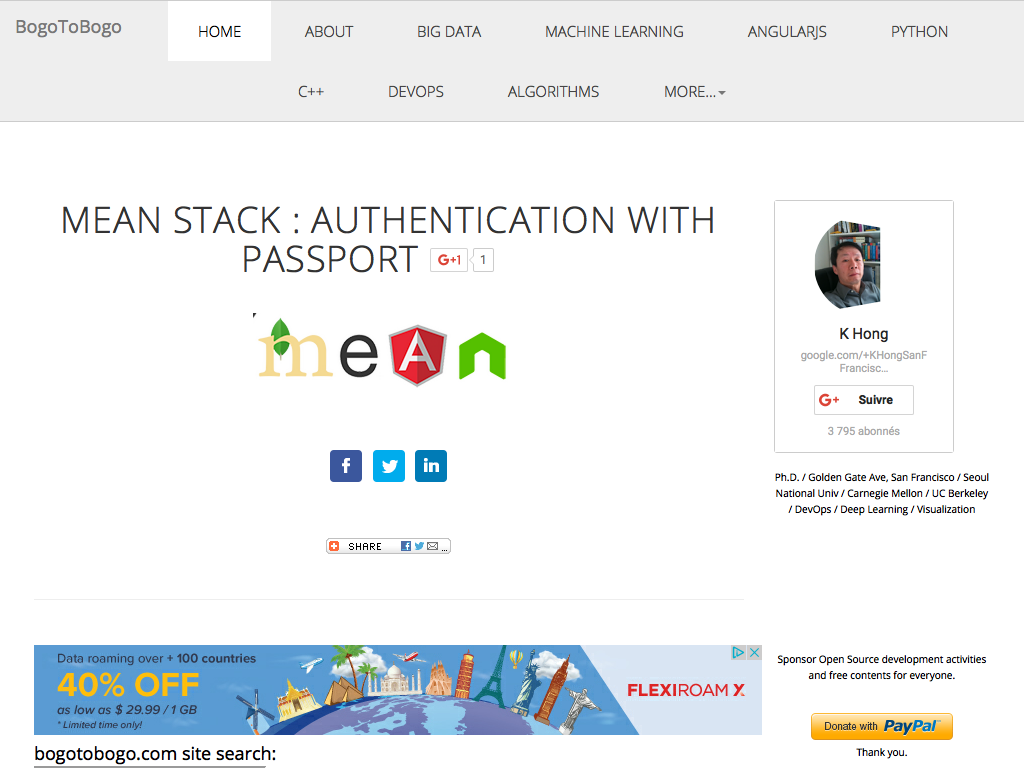 BogoToBogo
HOME
ABOUT
BIG DATA
MACHINE LEARNING
ANGULARJS
PYTHON
C++
DEVOPS
ALGORITHMS
MORE...
MEAN STACK : AUTHENTICATION WITH
PASSPORT
G+1
1
meAn
f
in
SHARE
...
K Hong
google.com/+KHongSanF
Francisc...
G+ Suivre
3 795 abonnés
Ph.D. / Golden Gate Ave, San Francisco / Seoul
National Univ / Carnegie Mellon / UC Berkeley
/ DevOps / Deep Learning / Visualization
Data roaming over + 100 countries
40% OFF
as low as $ 29.99 / 1 GB
* Limited time only!
FLEXIROAM X
Sponsor Open Source development activities
and free contents for everyone.
Donate with PayPal
Thank you.
bogotobogo.com site search: